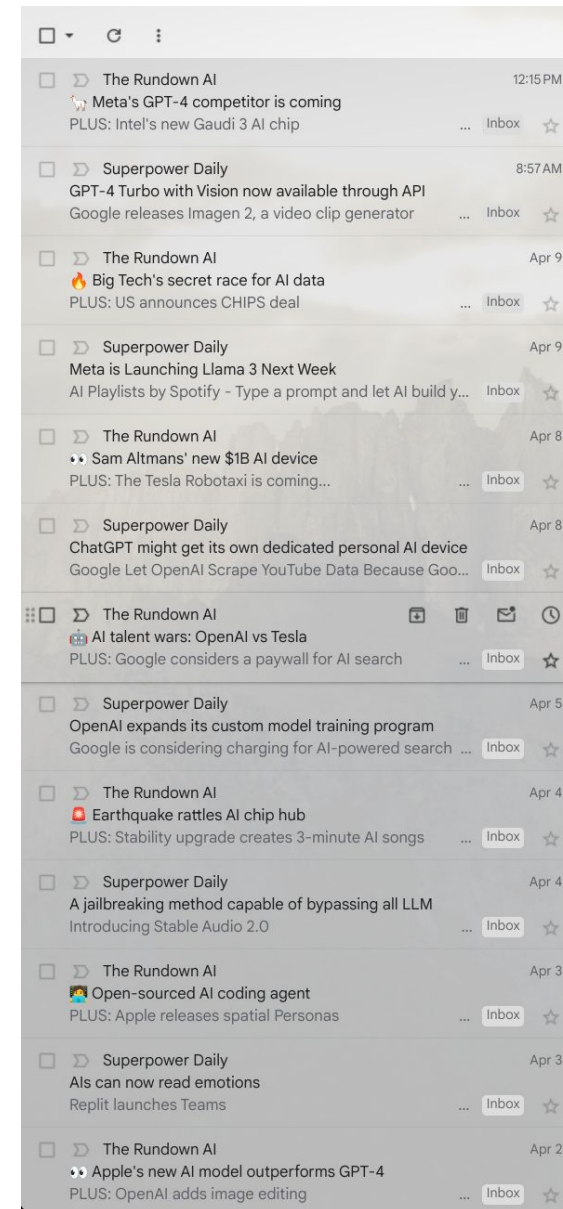 The Rundown AI 12:15 PM
🦙 Meta's GPT-4 competitor is coming
PLUS: Intel's new Gaudi 3 AI chip ... Inbox
Superpower Daily 8:57 AM
GPT-4 Turbo with Vision now available through API
Google releases Imagen 2, a video clip generator ... Inbox
The Rundown AI Apr 9
🔥 Big Tech's secret race for AI data
PLUS: US announces CHIPS deal ... Inbox
Superpower Daily Apr 9
Meta is Launching Llama 3 Next Week
AI Playlists by Spotify - Type a prompt and let AI build y... Inbox
The Rundown AI Apr 8
👀 Sam Altmans' new $1B AI device
PLUS: The Tesla Robotaxi is coming... ... Inbox
Superpower Daily Apr 8
ChatGPT might get its own dedicated personal AI device
Google Let OpenAI Scrape YouTube Data Because Goo... Inbox
The Rundown AI
🤖 AI talent wars: OpenAI vs Tesla
PLUS: Google considers a paywall for AI search ... Inbox
Superpower Daily Apr 5
OpenAI expands its custom model training program
Google is considering charging for AI-powered search ... Inbox
The Rundown AI Apr 4
🚨 Earthquake rattles AI chip hub
PLUS: Stability upgrade creates 3-minute AI songs ... Inbox
Superpower Daily Apr 4
A jailbreaking method capable of bypassing all LLM
Introducing Stable Audio 2.0 ... Inbox
The Rundown AI Apr 3
🧑‍💻 Open-sourced AI coding agent
PLUS: Apple releases spatial Personas ... Inbox
Superpower Daily Apr 3
AIs can now read emotions
Replit launches Teams ... Inbox
The Rundown AI Apr 2
👀 Apple's new AI model outperforms GPT-4
PLUS: OpenAI adds image editing ... Inbox